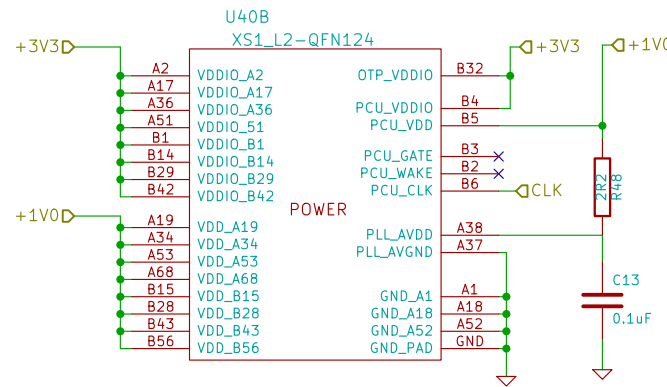 U40B
XS1_L2-QFN124
+3V3
+3V3
+1V0
A2 VDDIO_A2
A17 VDDIO_A17
A36 VDDIO_A36
A51 VDDIO_51
B1 VDDIO_B1
B14 VDDIO_B14
B29 VDDIO_B29
B42 VDDIO_B42
OTP_VDDIO B32
PCU_VDDIO B4
PCU_VDD B5
PCU_GATE B3
PCU_WAKE B2
PCU_CLK B6
CLK
2R2
R48
POWER
+1V0
A19 VDD_A19
A34 VDD_A34
A53 VDD_A53
A68 VDD_A68
B15 VDD_B15
B28 VDD_B28
B43 VDD_B43
B56 VDD_B56
PLL_AVDD A38
PLL_AVGND A37
GND_A1 A1
GND_A18 A18
GND_A52 A52
GND_PAD GND
C13
0.1uF